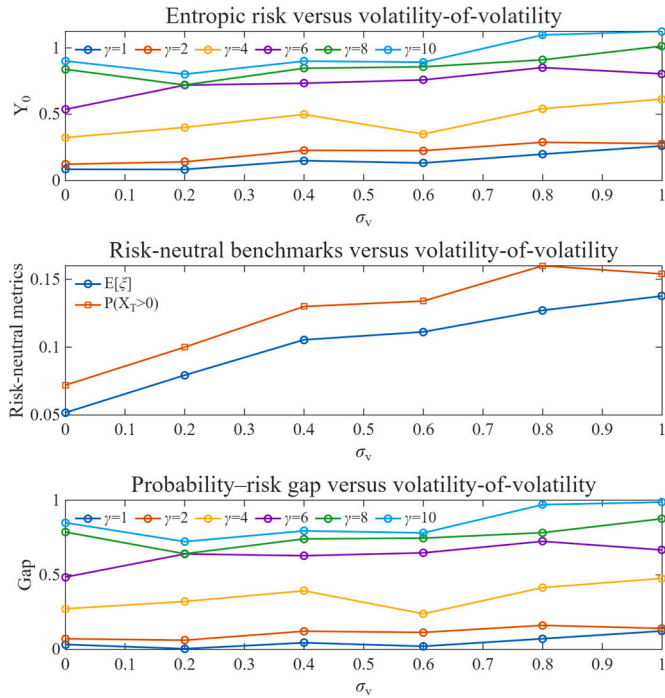 Entropic risk versus volatility-of-volatility
γ=1 γ=2 γ=4 γ=6 γ=8 γ=10
1
0.5
0
Y₀
0 0.1 0.2 0.3 0.4 0.5 0.6 0.7 0.8 0.9 1
σᵥ
Risk-neutral benchmarks versus volatility-of-volatility
E[ξ]
P(X_T>0)
0.15
0.1
0.05
Risk-neutral metrics
0 0.1 0.2 0.3 0.4 0.5 0.6 0.7 0.8 0.9 1
σᵥ
Probability–risk gap versus volatility-of-volatility
γ=1 γ=2 γ=4 γ=6 γ=8 γ=10
1
0.5
0
Gap
0 0.1 0.2 0.3 0.4 0.5 0.6 0.7 0.8 0.9 1
σᵥ